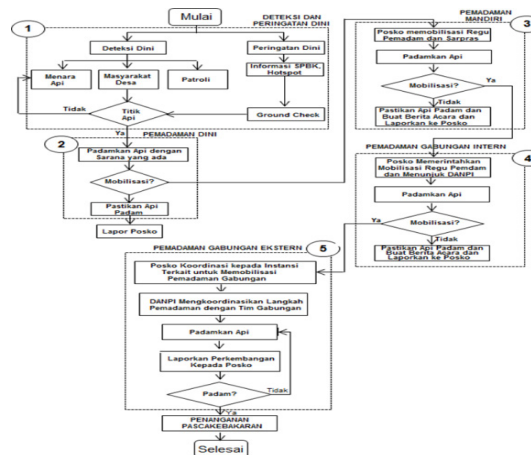 Mulai
DETEKSI DAN
PERINGATAN DINI
1
Deteksi Dini
Peringatan Dini
Menara
Api
Masyarakat
Desa
Patroli
Informasi SPBK,
Hotspot
Tidak
Titik
Api
Ground Check
Ya
2
PEMADAMAN DINI
Padamkan Api dengan
Sarana yang ada
Mobilisasi?
Pastikan Api
Padam
Lapor Posko
PEMADAMAN
MANDIRI
3
Posko memobilisasi Regu
Pemadam dan Sarpras
Padamkan Api
Mobilisasi?
Ya
Tidak
Pastikan Api Padam dan
Buat Berita Acara dan
Laporkan ke Posko
PEMADAMAN GABUNGAN INTERN
4
Posko Memerintahkan
Mobilisasi Regu Pemdam
dan Menunjuk DANPI
Padamkan Api
Ya
Mobilisasi?
Tidak
Pastikan Api Padam dan
Buat Berita Acara dan
Laporkan ke Posko
PEMADAMAN GABUNGAN EKSTERN
5
Posko Koordinasi kepada Instansi
Terkait untuk Memobilisasi
Pemadaman Gabungan
DANPI Mengkoordinasikan Langkah
Pemadaman dengan Tim Gabungan
Padamkan Api
Laporkan Perkembangan
Kepada Posko
Padam?
Tidak
Ya
PENANGANAN
PASCAKEBAKARAN
Selesai